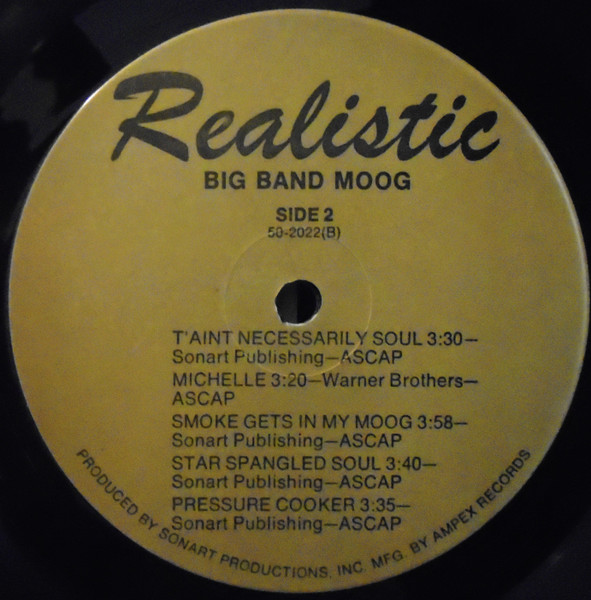 Realistic
BIG BAND MOOG
SIDE 2
50-2022(B)
T'AINT NECESSARILY SOUL 3:30—
Sonart Publishing—ASCAP
MICHELLE 3:20—Warner Brothers—
ASCAP
SMOKE GETS IN MY MOOG 3:58—
Sonart Publishing—ASCAP
STAR SPANGLED SOUL 3:40—
Sonart Publishing—ASCAP
PRESSURE COOKER 3:35—
Sonart Publishing—ASCAP
PRODUCED BY SONART PRODUCTIONS, INC. MFG. BY AMPEX RECORDS